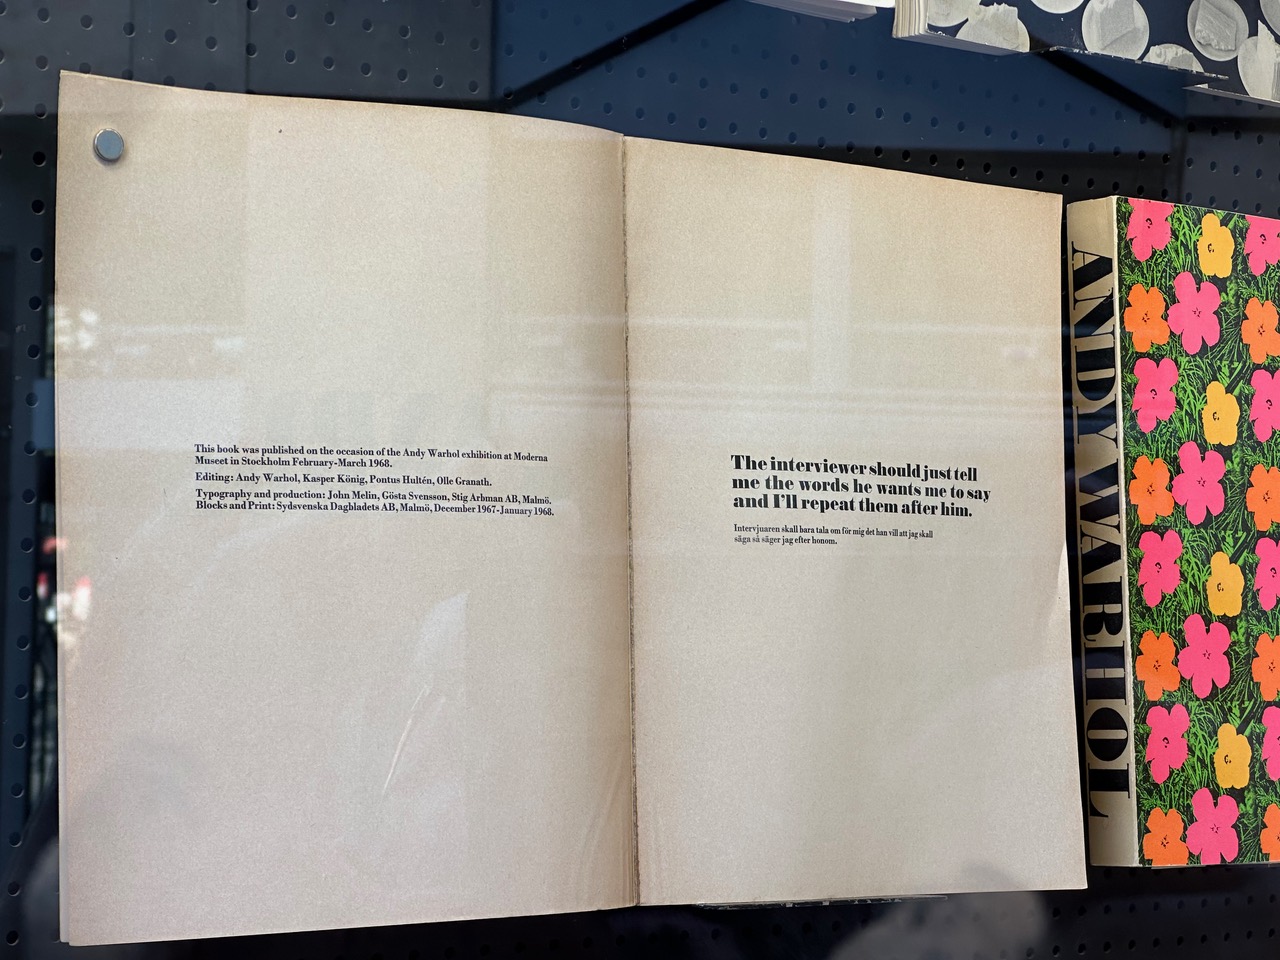 This book was published on the occasion of the Andy Warhol exhibition at Moderna
Museet in Stockholm February-March 1968.
Editing: Andy Warhol, Kasper König, Pontus Hultén, Olle Granath.
Typography and production: John Melin, Gösta Svensson, Stig Arbman AB, Malmö.
Blocks and Print: Sydsvenska Dagbladets AB, Malmö, December 1967-January 1968.
The interviewer should just tell
me the words he wants me to say
and I'll repeat them after him.
Intervjuaren skall bara tala om för mig det han vill att jag skall
säga så säger jag efter honom.
ANDY WARHOL